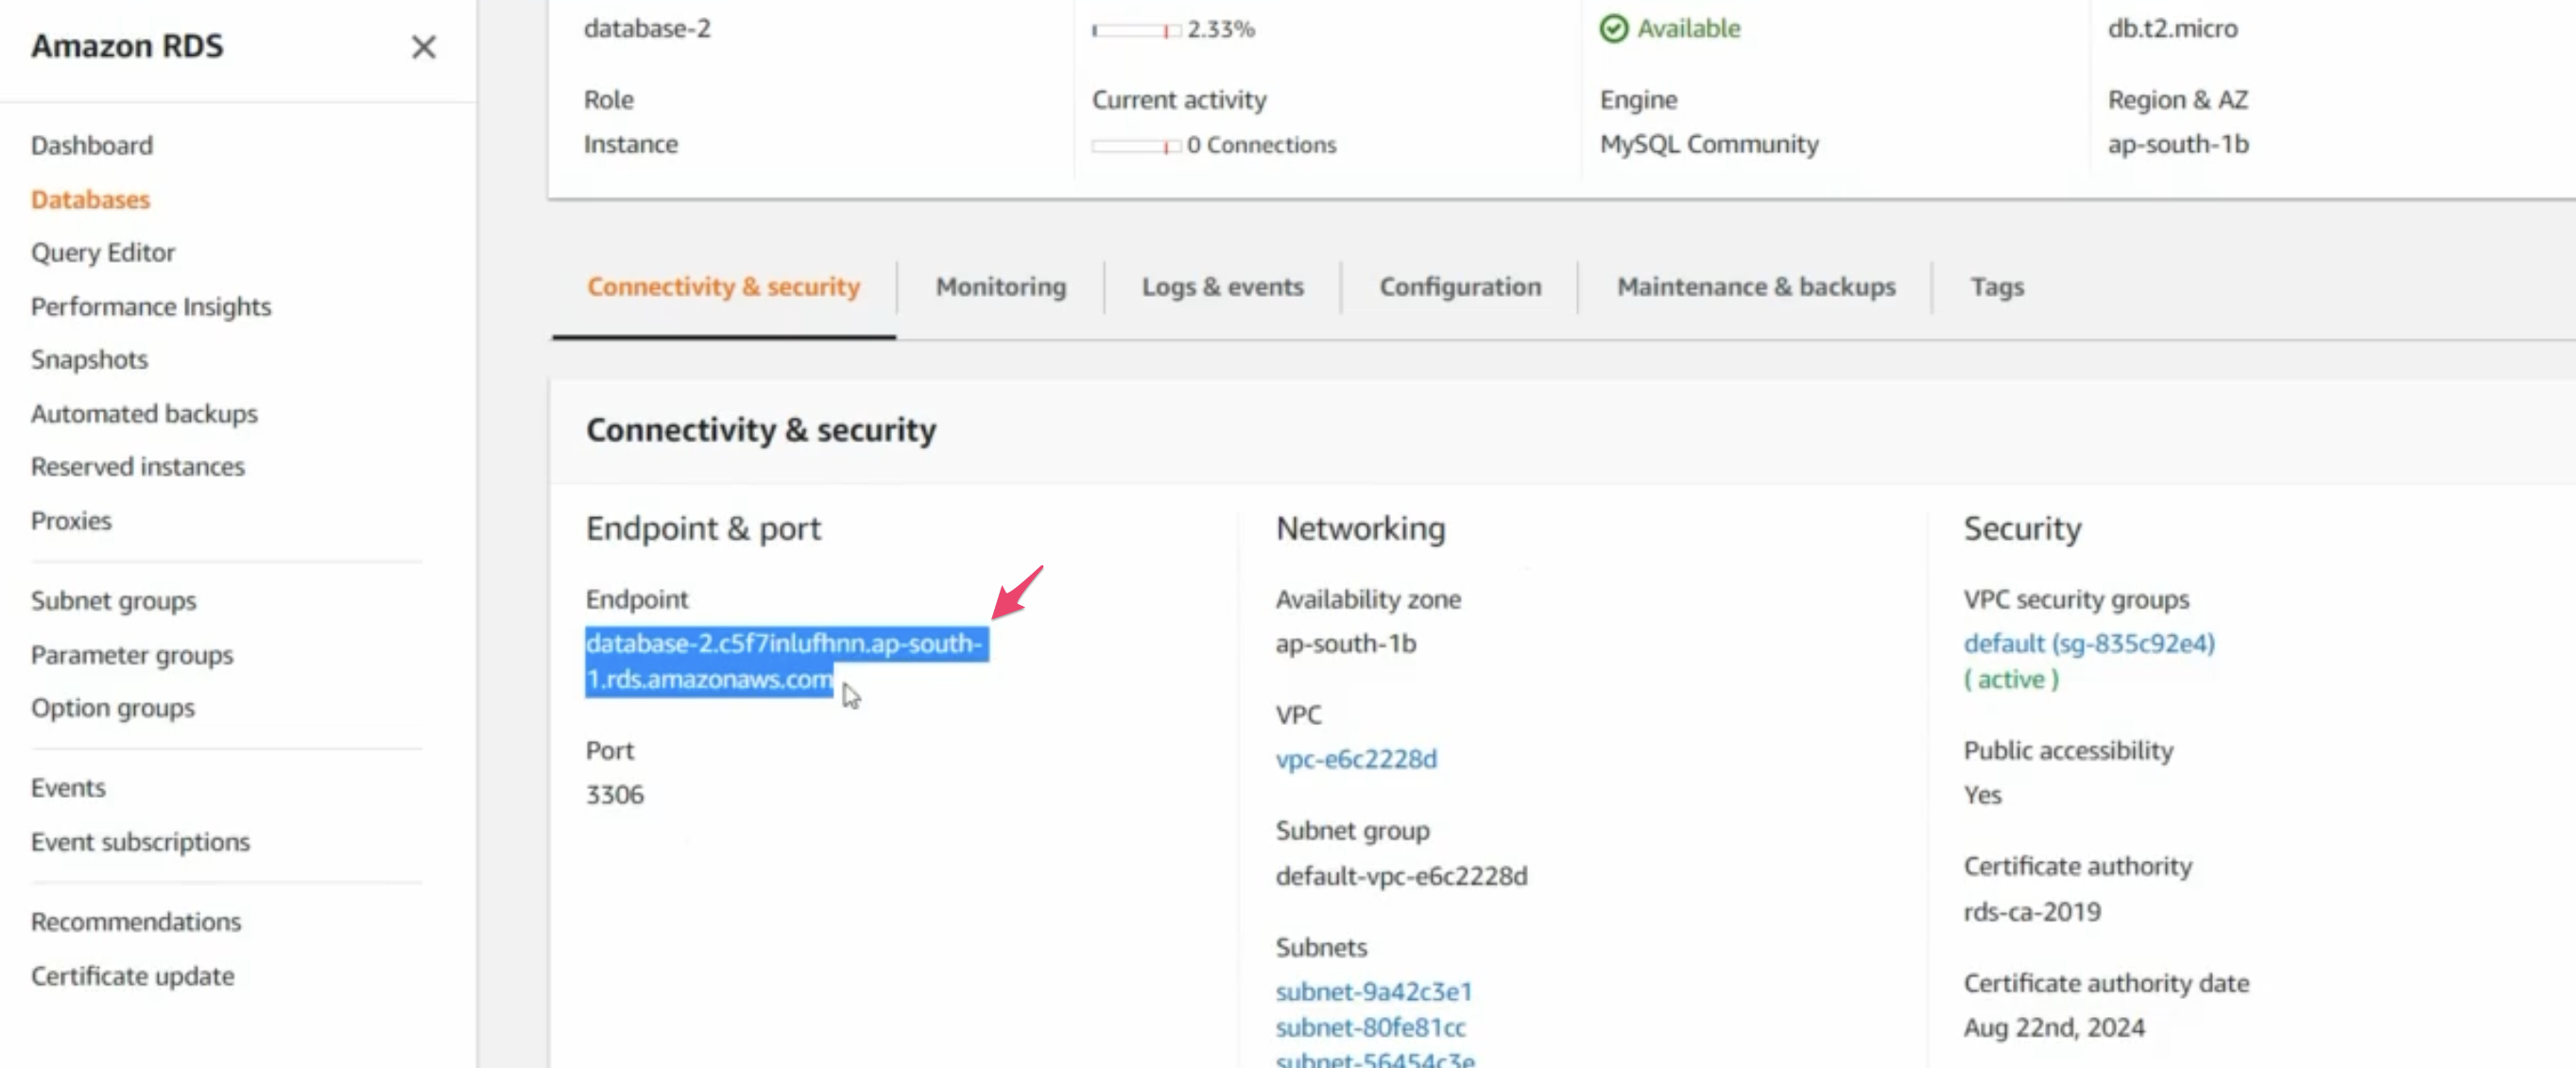 Amazon RDS
Dashboard
Databases
Query Editor
Performance Insights
Snapshots
Automated backups
Reserved instances
Proxies
Subnet groups
Parameter groups
Option groups
Events
Event subscriptions
Recommendations
Certificate update
database-2
2.33%
Available
db.t2.micro
Role
Current activity
Engine
Region & AZ
Instance
0 Connections
MySQL Community
ap-south-1b
Connectivity & security
Monitoring
Logs & events
Configuration
Maintenance & backups
Tags
Connectivity & security
Endpoint & port
Endpoint
database-2.c5f7inlufhnn.ap-south-
1.rds.amazonaws.com
Port
3306
Networking
Availability zone
ap-south-1b
VPC
vpc-e6c2228d
Subnet group
default-vpc-e6c2228d
Subnets
subnet-9a42c3e1
subnet-80fe81cc
subnet-56454c3e
Security
VPC security groups
default (sg-835c92e4)
( active )
Public accessibility
Yes
Certificate authority
rds-ca-2019
Certificate authority date
Aug 22nd, 2024